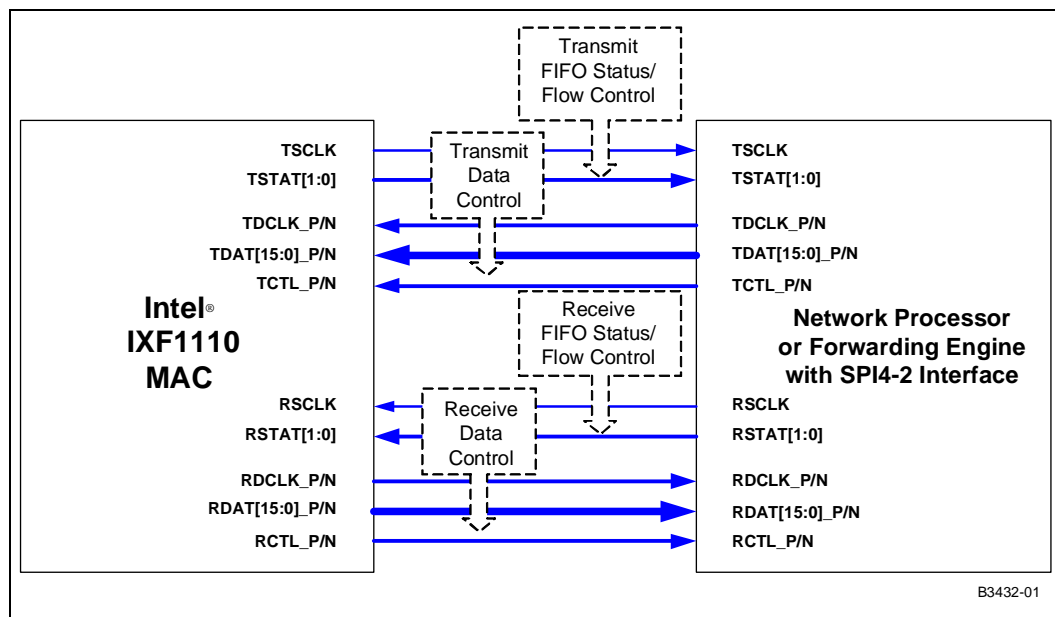 Transmit
FIFO Status/
Flow Control
TSCLK
TSTAT[1:0]
TDCLK_P/N
TDAT[15:0]_P/N
TCTL_P/N
Transmit
Data
Control
TSCLK
TSTAT[1:0]
TDCLK_P/N
TDAT[15:0]_P/N
TCTL_P/N
Intel®
IXF1110
MAC
Receive
FIFO Status/
Flow Control
Network Processor
or Forwarding Engine
with SPI4-2 Interface
RSCLK
RSTAT[1:0]
RDCLK_P/N
RDAT[15:0]_P/N
RCTL_P/N
Receive
Data
Control
RSCLK
RSTAT[1:0]
RDCLK_P/N
RDAT[15:0]_P/N
RCTL_P/N
B3432-01